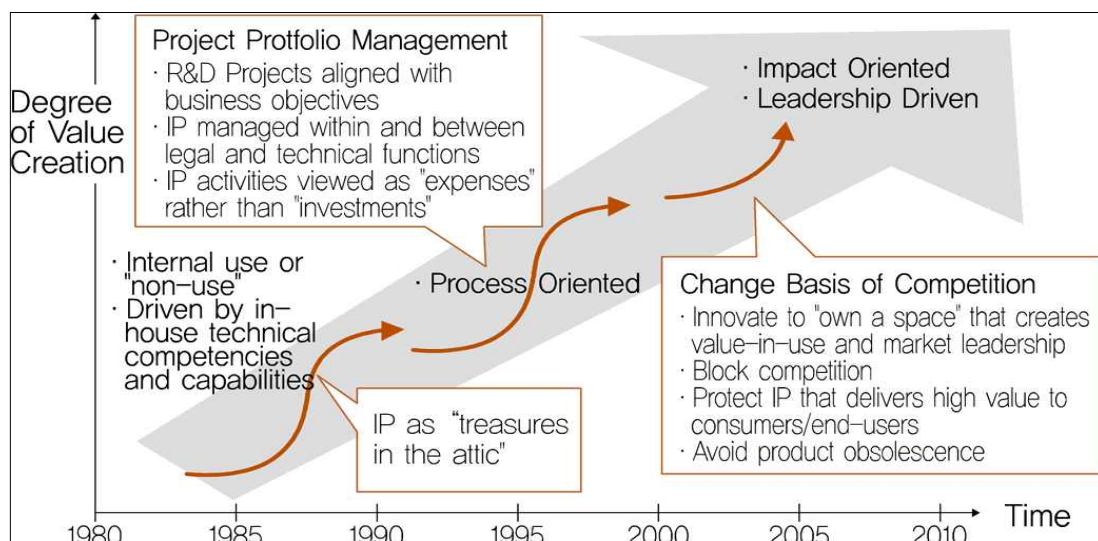 Degree
of Value
Creation
Project Protfolio Management
· R&D Projects aligned with
business objectives
· IP managed within and between
legal and technical functions
· IP activities viewed as "expenses"
rather than "investments"
· Impact Oriented
· Leadership Driven
· Internal use or
"non-use"
· Driven by in-
house technical
competencies
and capabilities
· Process Oriented
IP as "treasures
in the attic"
Change Basis of Competition
· Innovate to "own a space" that creates
value-in-use and market leadership
· Block competition
· Protect IP that delivers high value to
consumers/end-users
· Avoid product obsolescence
1980 1985 1990 1995 2000 2005 2010 Time